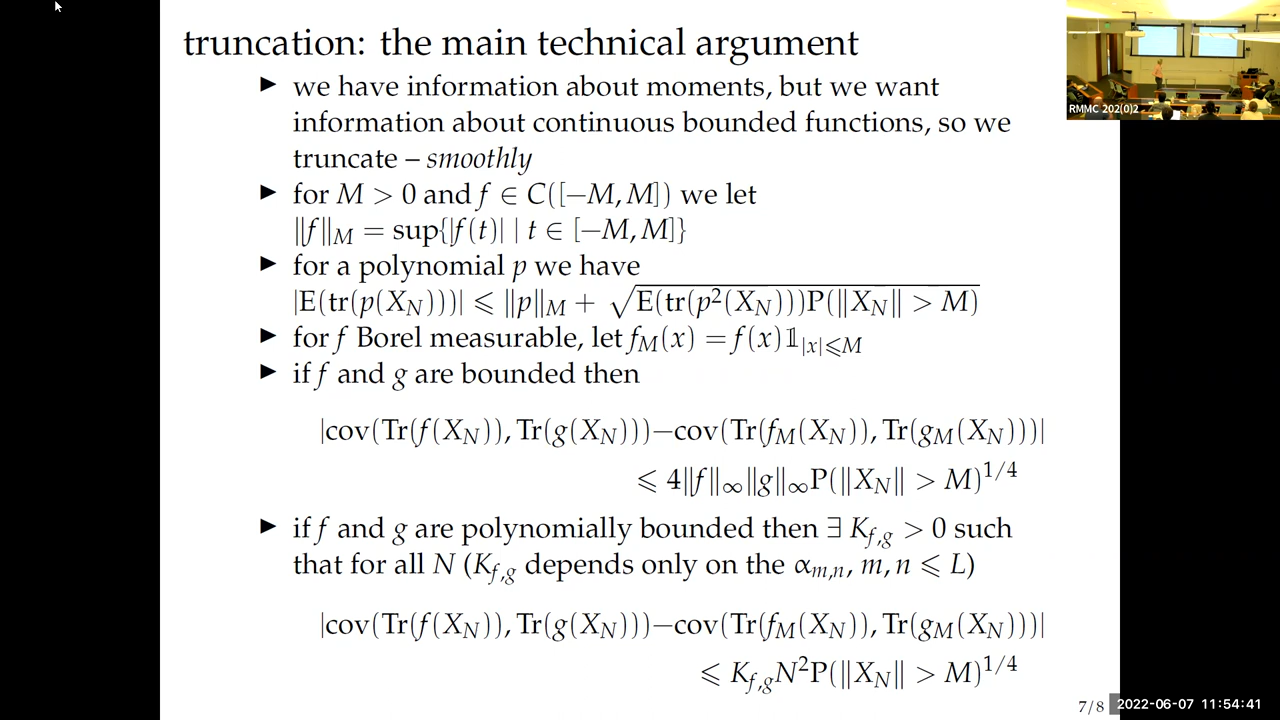 truncation: the main technical argument
▶ we have information about moments, but we want
information about continuous bounded functions, so we
truncate – smoothly
▶ for M > 0 and f ∈ C([−M, M]) we let
‖f‖_M = sup{|f(t)| | t ∈ [−M, M]}
▶ for a polynomial p we have
|E(tr(p(X_N)))| ⩽ ‖p‖_M + √(E(tr(p²(X_N)))P(‖X_N‖ > M))
▶ for f Borel measurable, let f_M(x) = f(x)𝟙_{|x|⩽M}
▶ if f and g are bounded then
|cov(Tr(f(X_N)), Tr(g(X_N)))−cov(Tr(f_M(X_N)), Tr(g_M(X_N)))|
⩽ 4‖f‖_∞‖g‖_∞P(‖X_N‖ > M)^{1/4}
▶ if f and g are polynomially bounded then ∃ K_{f,g} > 0 such
that for all N (K_{f,g} depends only on the α_{m,n}, m, n ⩽ L)
|cov(Tr(f(X_N)), Tr(g(X_N)))−cov(Tr(f_M(X_N)), Tr(g_M(X_N)))|
⩽ K_{f,g}N²P(‖X_N‖ > M)^{1/4}
7/8
RMMC 202(0)2
2022-06-07 11:54:41